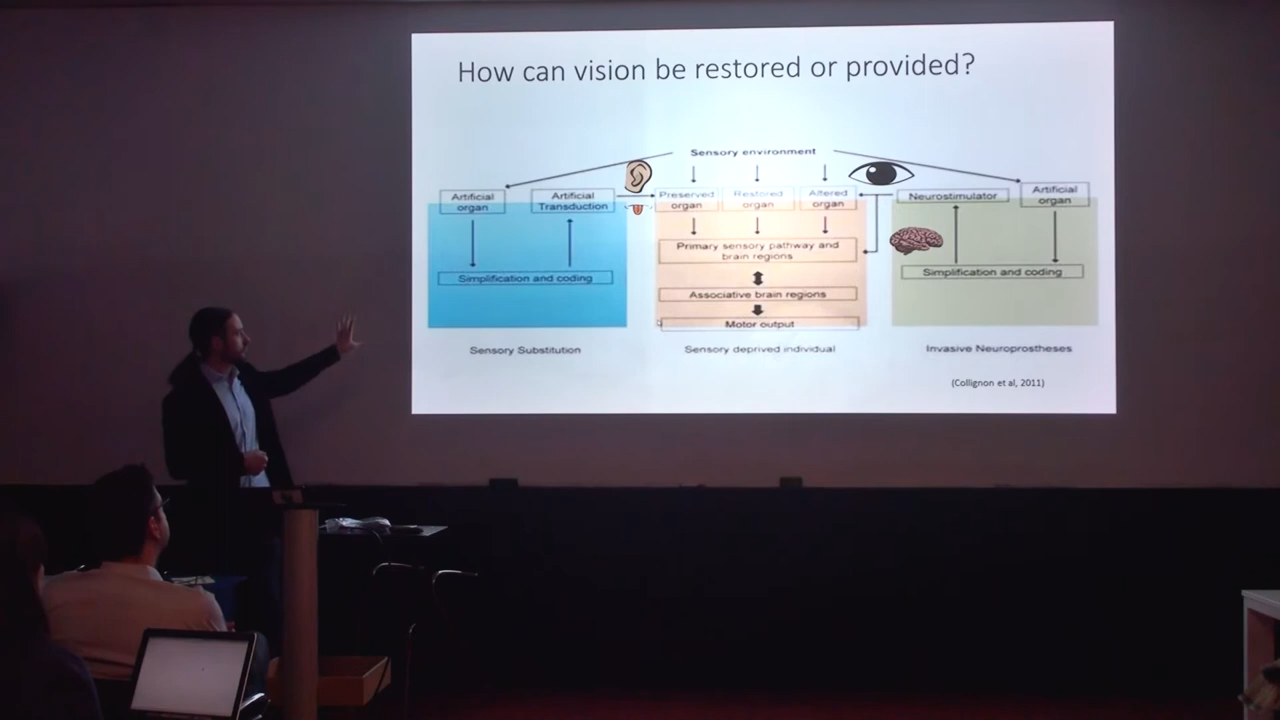 How can vision be restored or provided?
Sensory environment
Artificial
organ
Artificial
Transduction
Preserved
organ
Restored
organ
Altered
organ
Neurostimulator
Artificial
organ
Primary sensory pathway and
brain regions
Simplification and coding
Simplification and coding
Associative brain regions
Motor output
Sensory Substitution
Sensory deprived individual
Invasive Neuroprostheses
(Collignon et al, 2011)